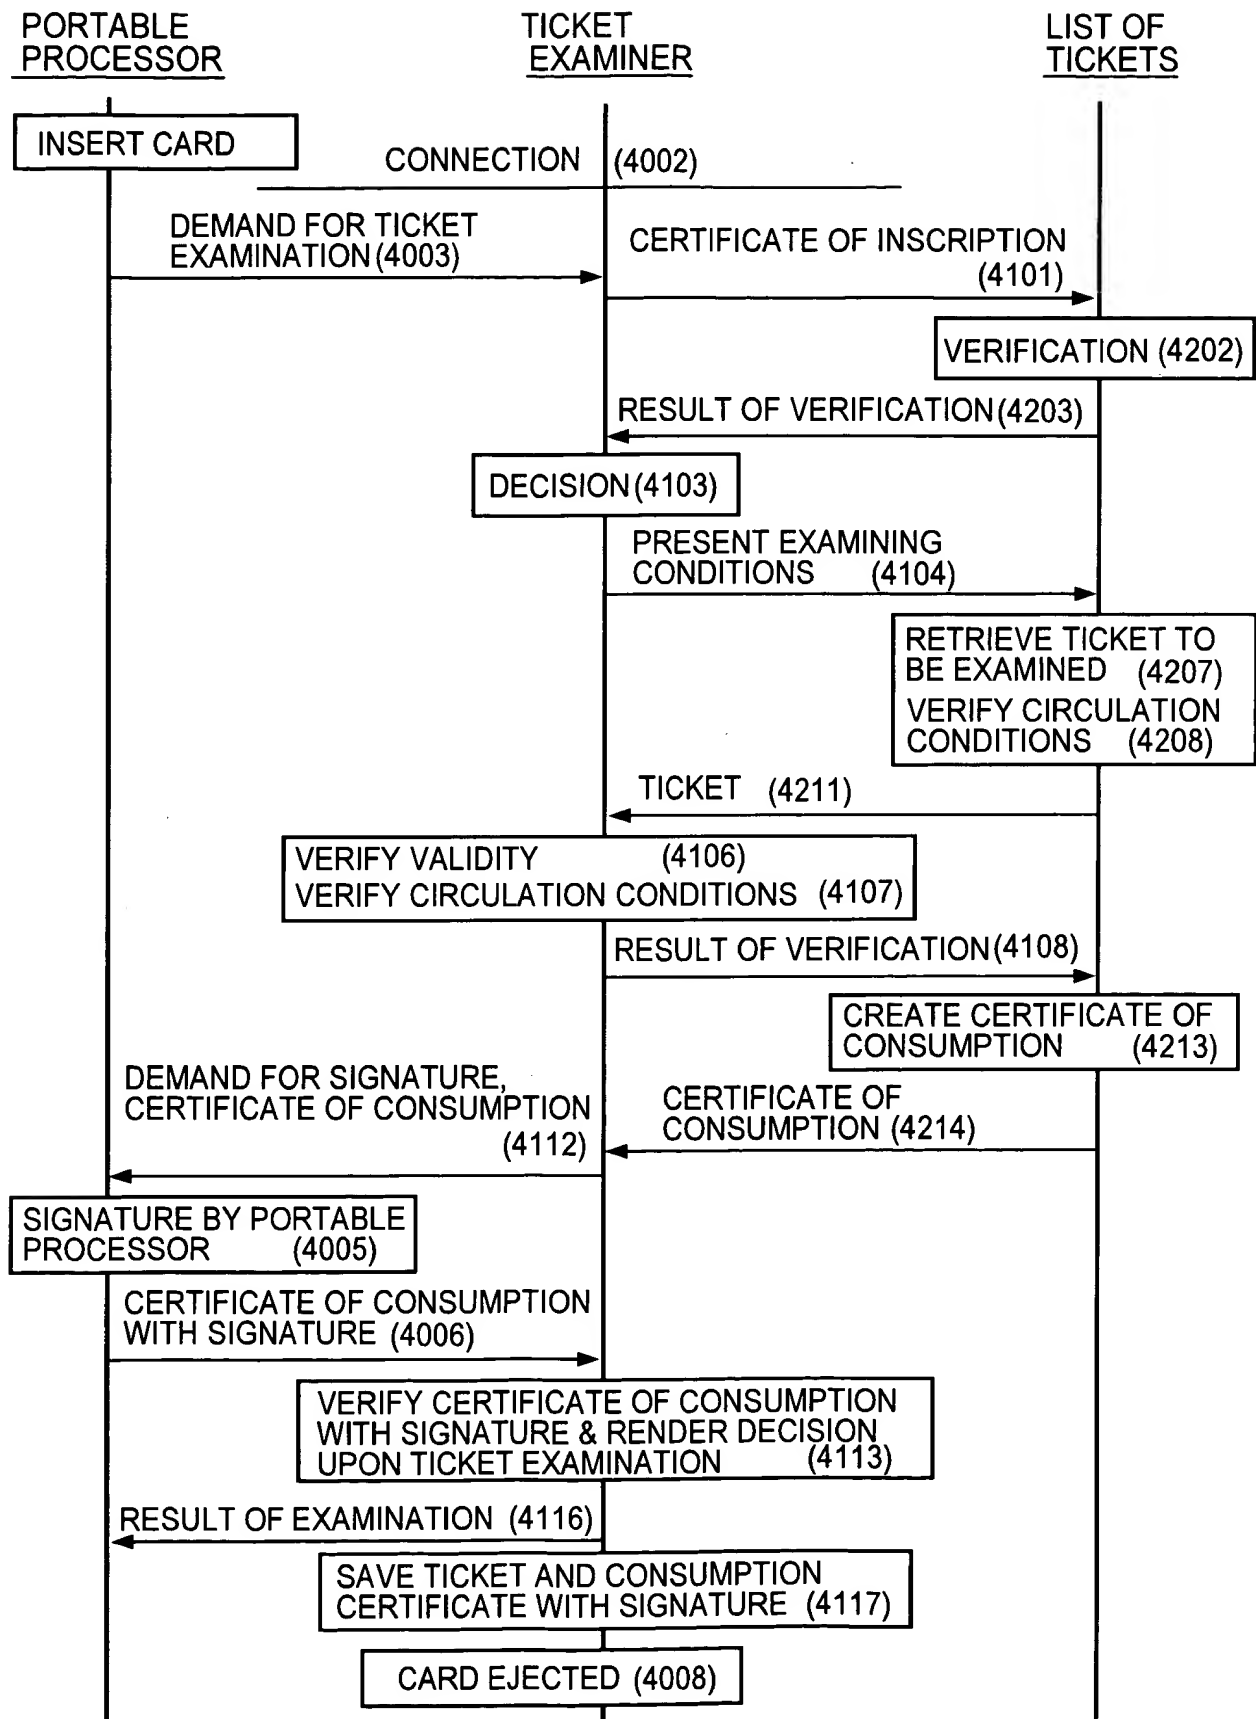 PORTABLE
PROCESSOR
TICKET
EXAMINER
LIST OF
TICKETS
INSERT CARD
CONNECTION (4002)
DEMAND FOR TICKET
EXAMINATION (4003)
CERTIFICATE OF INSCRIPTION
(4101)
VERIFICATION (4202)
RESULT OF VERIFICATION (4203)
DECISION (4103)
PRESENT EXAMINING
CONDITIONS (4104)
RETRIEVE TICKET TO
BE EXAMINED (4207)
VERIFY CIRCULATION
CONDITIONS (4208)
TICKET (4211)
VERIFY VALIDITY (4106)
VERIFY CIRCULATION CONDITIONS (4107)
RESULT OF VERIFICATION (4108)
CREATE CERTIFICATE OF
CONSUMPTION (4213)
DEMAND FOR SIGNATURE,
CERTIFICATE OF CONSUMPTION
(4112)
CERTIFICATE OF
CONSUMPTION (4214)
SIGNATURE BY PORTABLE
PROCESSOR (4005)
CERTIFICATE OF CONSUMPTION
WITH SIGNATURE (4006)
VERIFY CERTIFICATE OF CONSUMPTION
WITH SIGNATURE & RENDER DECISION
UPON TICKET EXAMINATION (4113)
RESULT OF EXAMINATION (4116)
SAVE TICKET AND CONSUMPTION
CERTIFICATE WITH SIGNATURE (4117)
CARD EJECTED (4008)